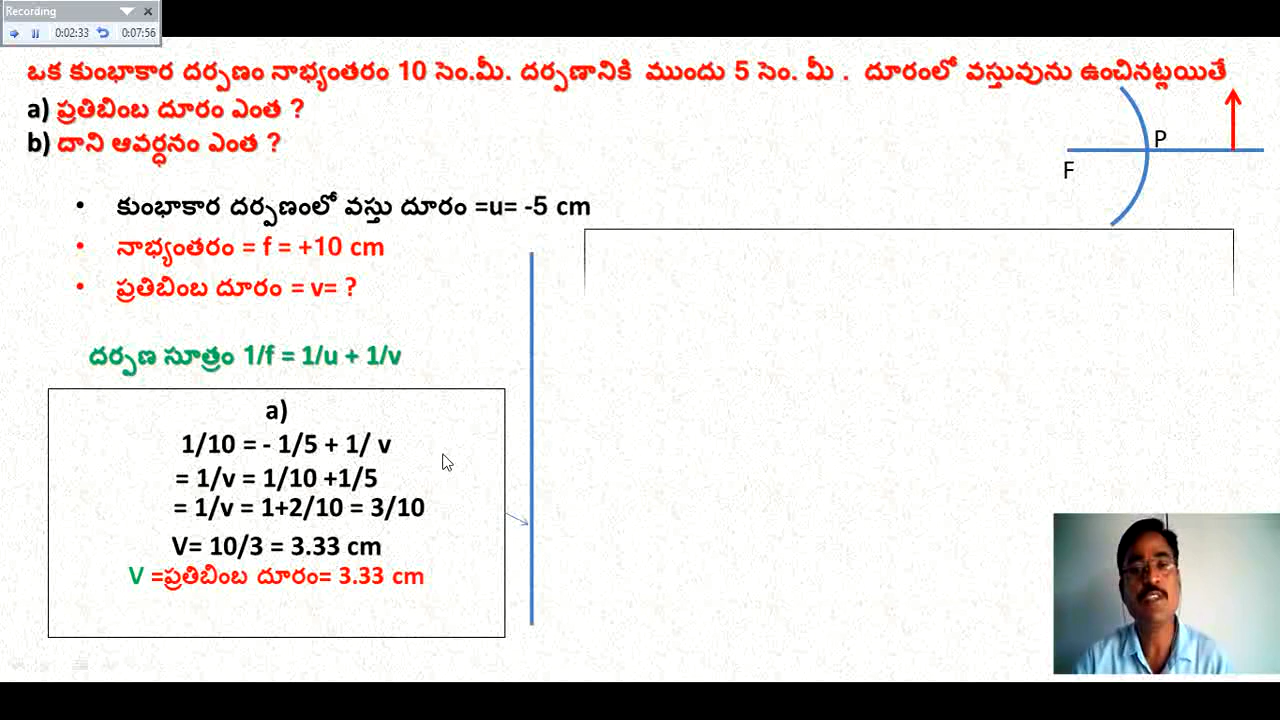 Recording
0:02:33 0:07:56
ఒక కుంభాకార దర్పణం నాభ్యంతరం 10 సెం.మీ. దర్పణానికి ముందు 5 సెం. మీ . దూరంలో వస్తువును ఉంచినట్లయితే
a) ప్రతిబింబ దూరం ఎంత ?
b) దాని ఆవర్ధనం ఎంత ?
P
F
• కుంభాకార దర్పణంలో వస్తు దూరం =u= -5 cm
• నాభ్యంతరం = f = +10 cm
• ప్రతిబింబ దూరం = v= ?
దర్పణ సూత్రం 1/f = 1/u + 1/v
a)
1/10 = - 1/5 + 1/ v
= 1/v = 1/10 +1/5
= 1/v = 1+2/10 = 3/10
V= 10/3 = 3.33 cm
V =ప్రతిబింబ దూరం= 3.33 cm